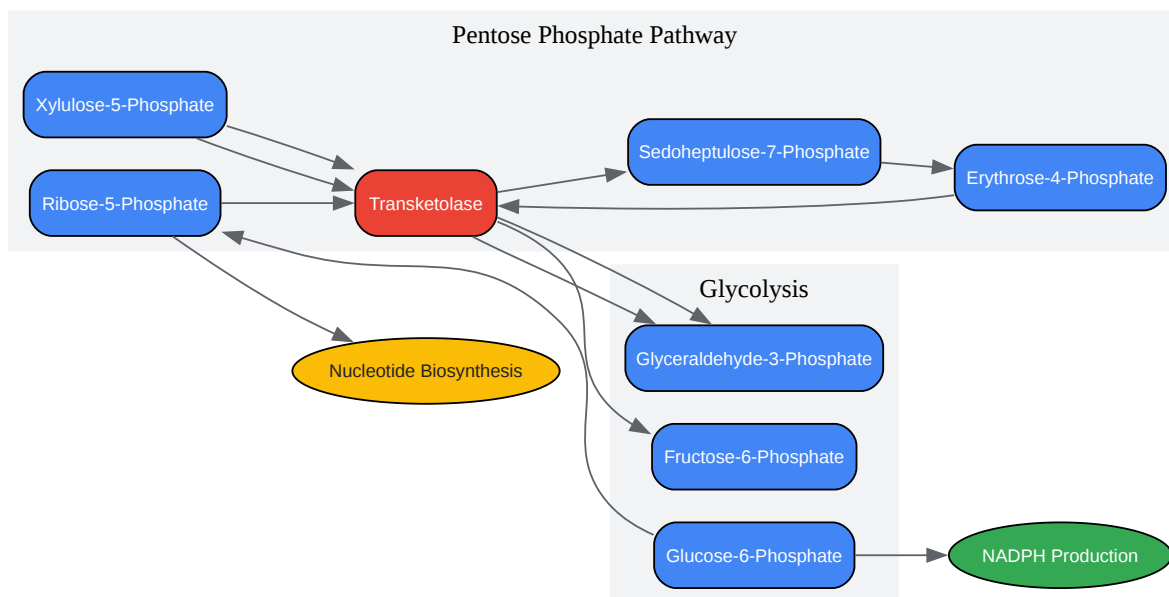 Pentose Phosphate Pathway
Xylulose-5-Phosphate
Sedoheptulose-7-Phosphate
Erythrose-4-Phosphate
Ribose-5-Phosphate
Transketolase
Glycolysis
Glyceraldehyde-3-Phosphate
Nucleotide Biosynthesis
Fructose-6-Phosphate
Glucose-6-Phosphate
NADPH Production